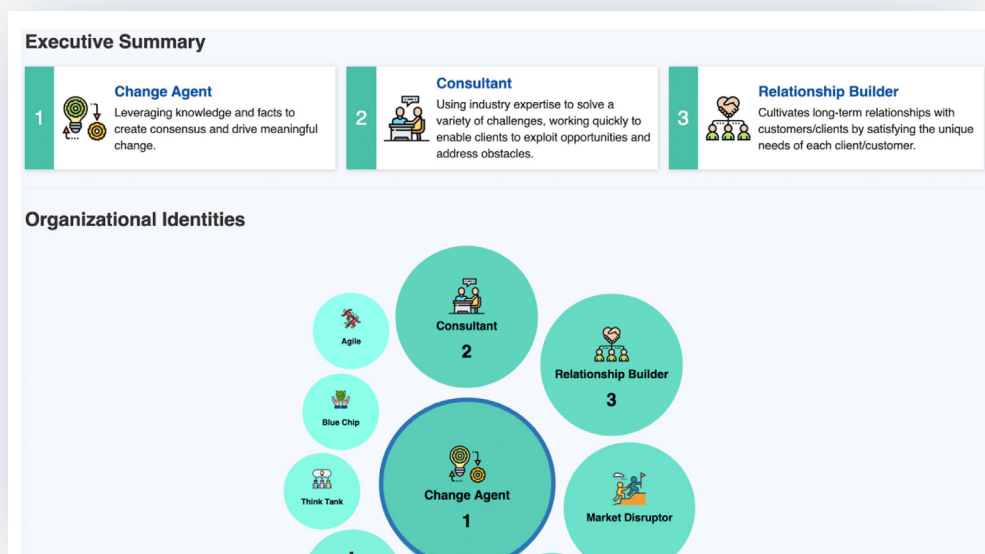 Executive Summary
1
Change Agent
Leveraging knowledge and facts to
create consensus and drive meaningful
change.
2
Consultant
Using industry expertise to solve a
variety of challenges, working quickly to
enable clients to exploit opportunities and
address obstacles.
3
Relationship Builder
Cultivates long-term relationships with
customers/clients by satisfying the unique
needs of each client/customer.
Organizational Identities
Consultant
2
Agile
Relationship Builder
3
Blue Chip
Change Agent
1
Think Tank
Market Disruptor